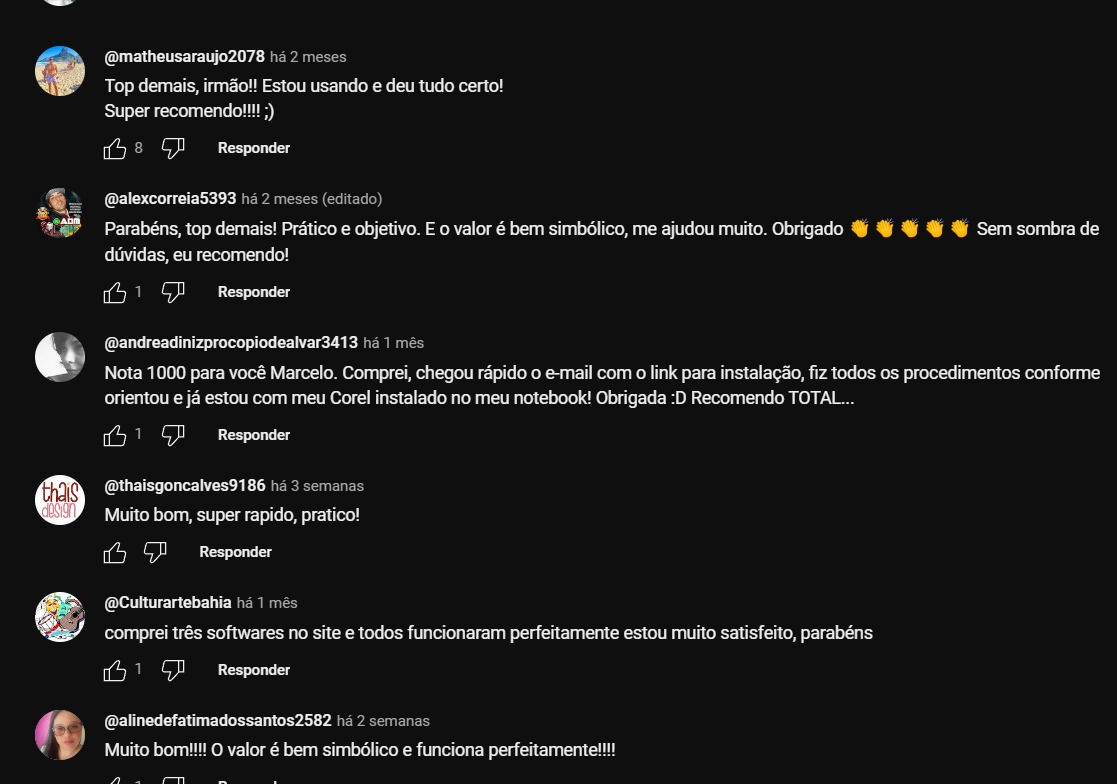 @matheusaraujo2078 há 2 meses
Top demais, irmão!! Estou usando e deu tudo certo!
Super recomendo!!!! ;)
8 Responder
@alexcorreia5393 há 2 meses (editado)
Parabéns, top demais! Prático e objetivo. E o valor é bem simbólico, me ajudou muito. Obrigado 👏👏👏👏👏 Sem sombra de
dúvidas, eu recomendo!
1 Responder
@andreadinizprocopiodealvar3413 há 1 mês
Nota 1000 para você Marcelo. Comprei, chegou rápido o e-mail com o link para instalação, fiz todos os procedimentos conforme
orientou e já estou com meu Corel instalado no meu notebook! Obrigada :D Recomendo TOTAL...
1 Responder
thais
design
@thaisgoncalves9186 há 3 semanas
Muito bom, super rapido, pratico!
Responder
@Culturartebahia há 1 mês
comprei três softwares no site e todos funcionaram perfeitamente estou muito satisfeito, parabéns
1 Responder
@alinedefatimadossantos2582 há 2 semanas
Muito bom!!!! O valor é bem simbólico e funciona perfeitamente!!!!